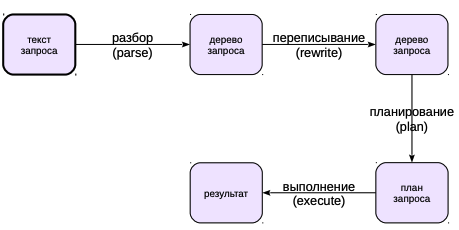 текст
запроса
разбор
(parse)
дерево
запроса
переписывание
(rewrite)
дерево
запроса
планирование
(plan)
план
запроса
выполнение
(execute)
результат